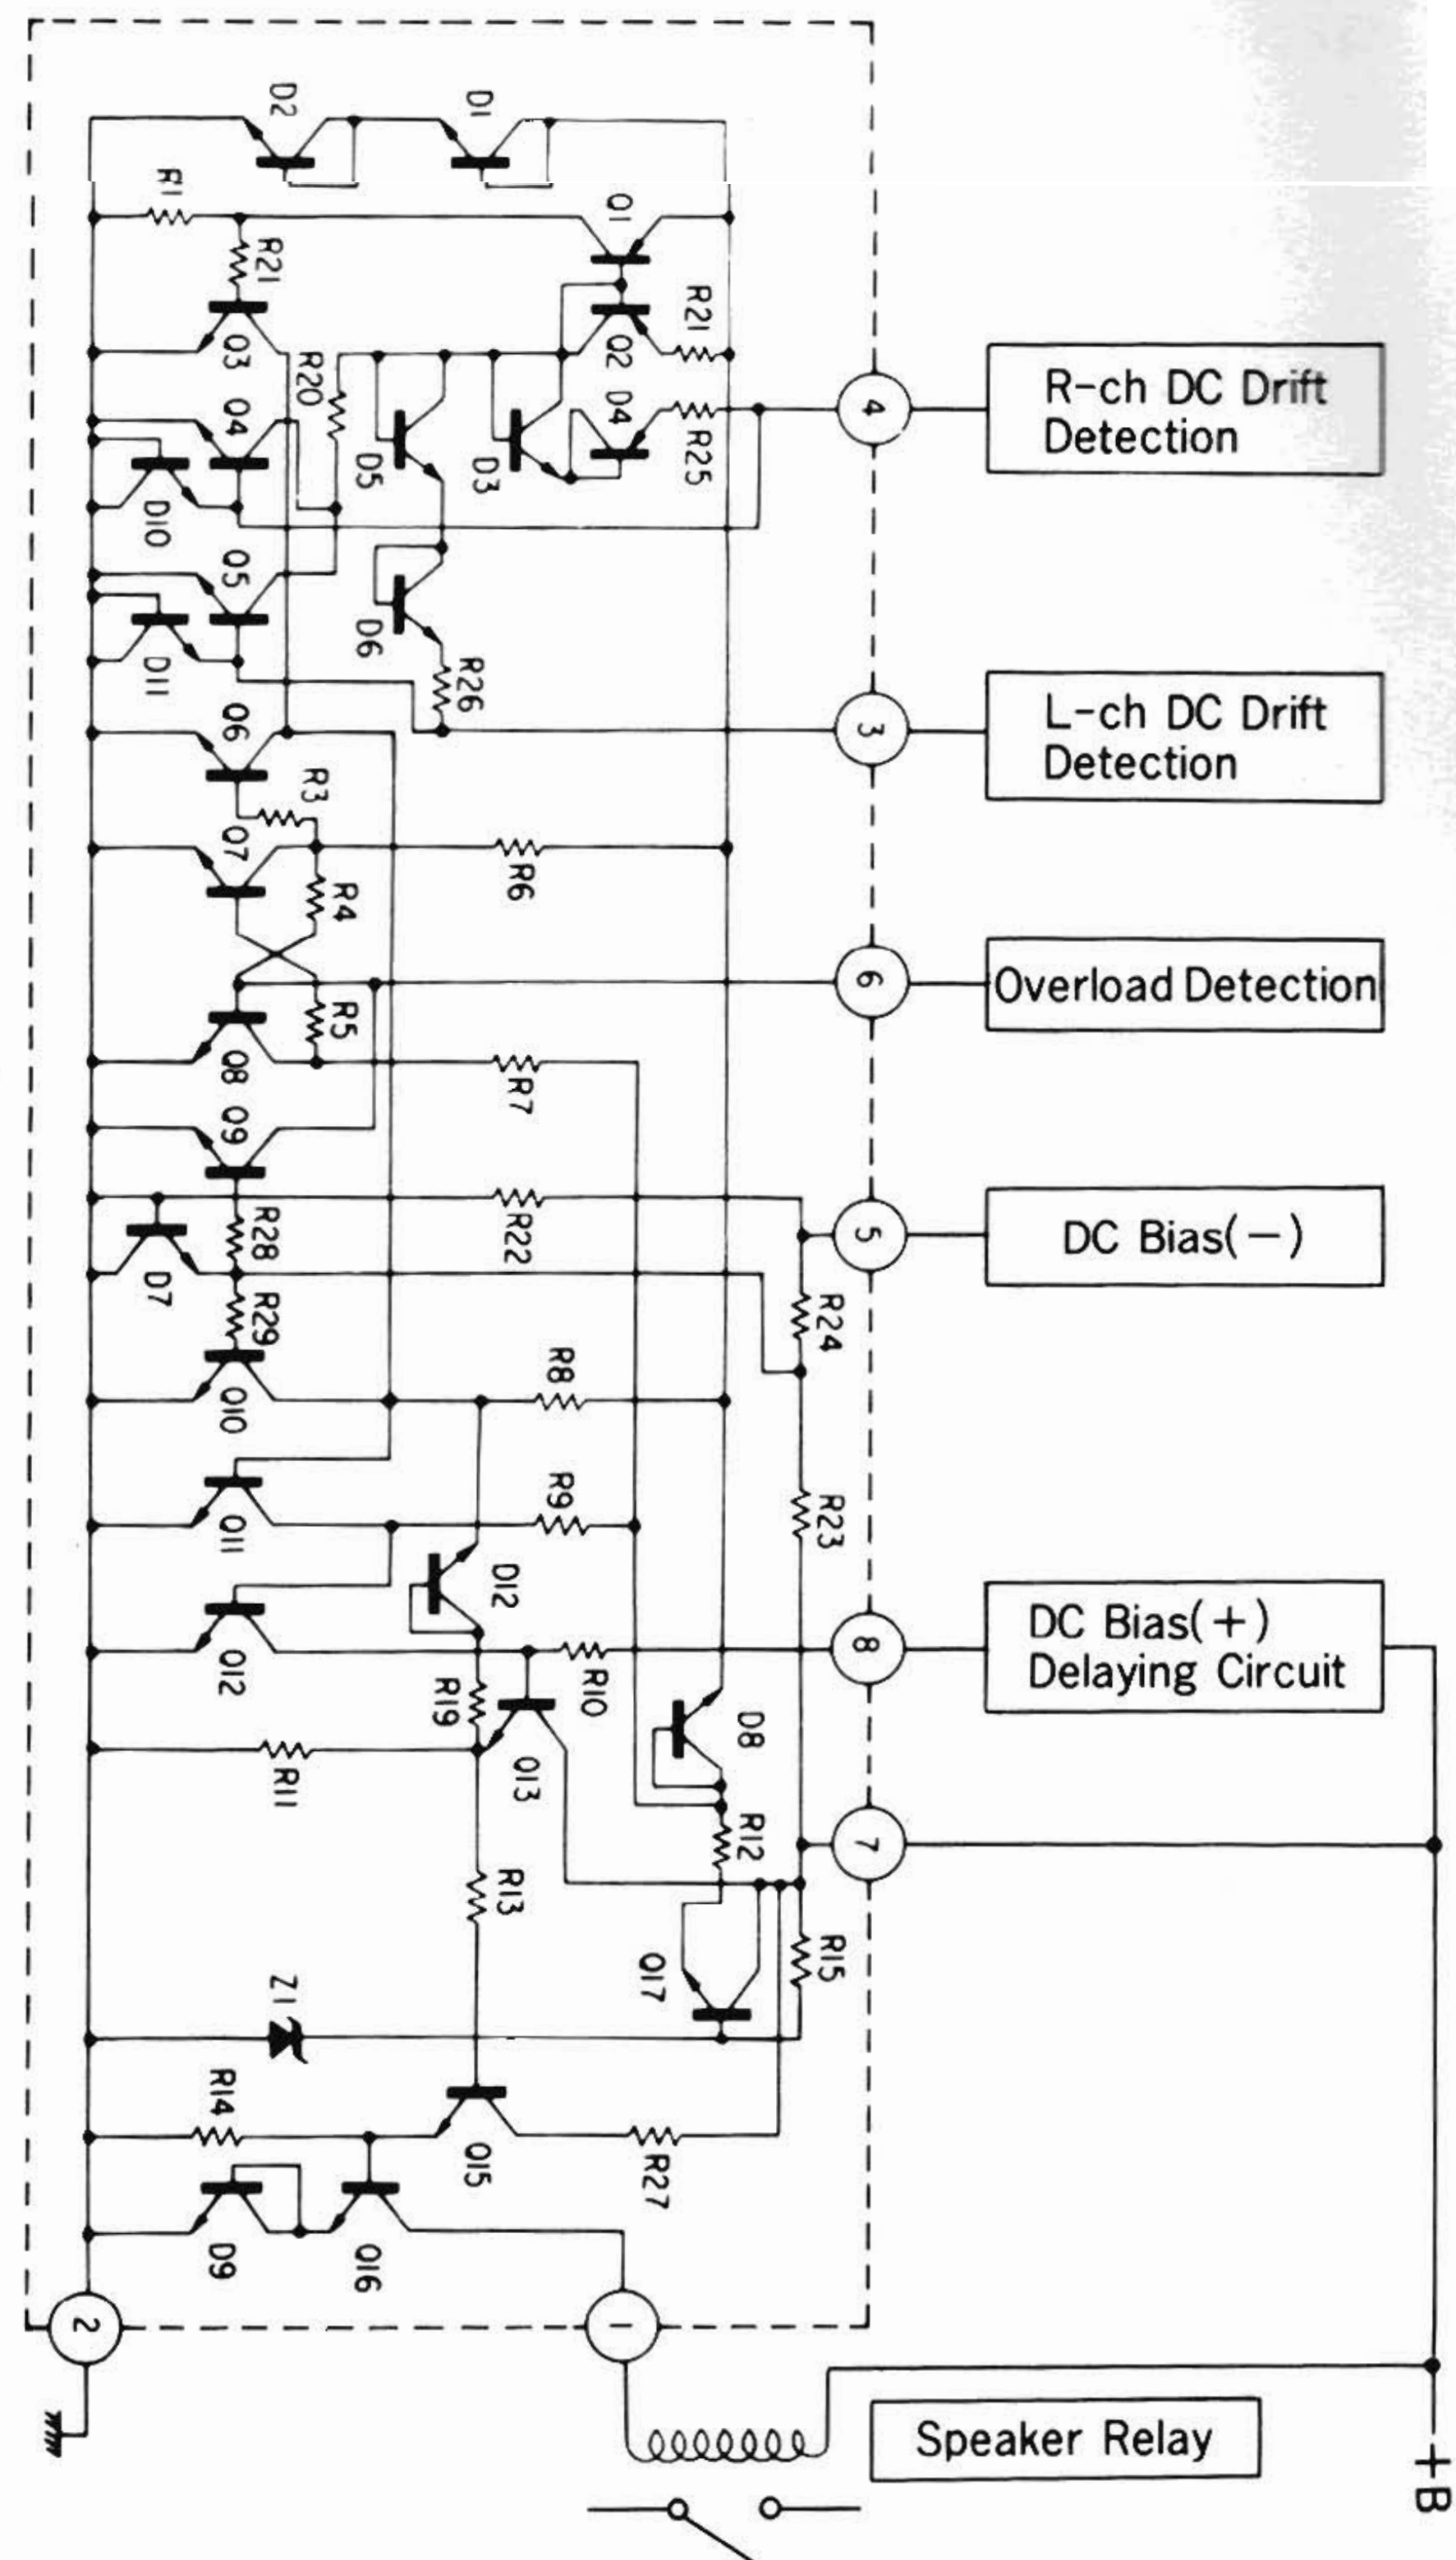 D2
D1
R1
Q1
R21
R21
Q3
Q2
R20
Q4
D4
4
R-ch DC Drift
Detection
R25
D5
D3
D10
Q5
D6
D11
R26
3
L-ch DC Drift
Detection
Q6
R3
Q7
R6
R4
6
Overload Detection
R5
Q8
R7
Q9
R28
R22
5
DC Bias(−)
D7
R29
R24
R8
Q10
R9
R23
Q11
D12
8
DC Bias(+)
Delaying Circuit
Q12
R19
R10
D8
Q13
R11
R12
7
R13
Q17
R15
Z1
R14
Q15
R27
D9
Q16
2
1
Speaker Relay
+B